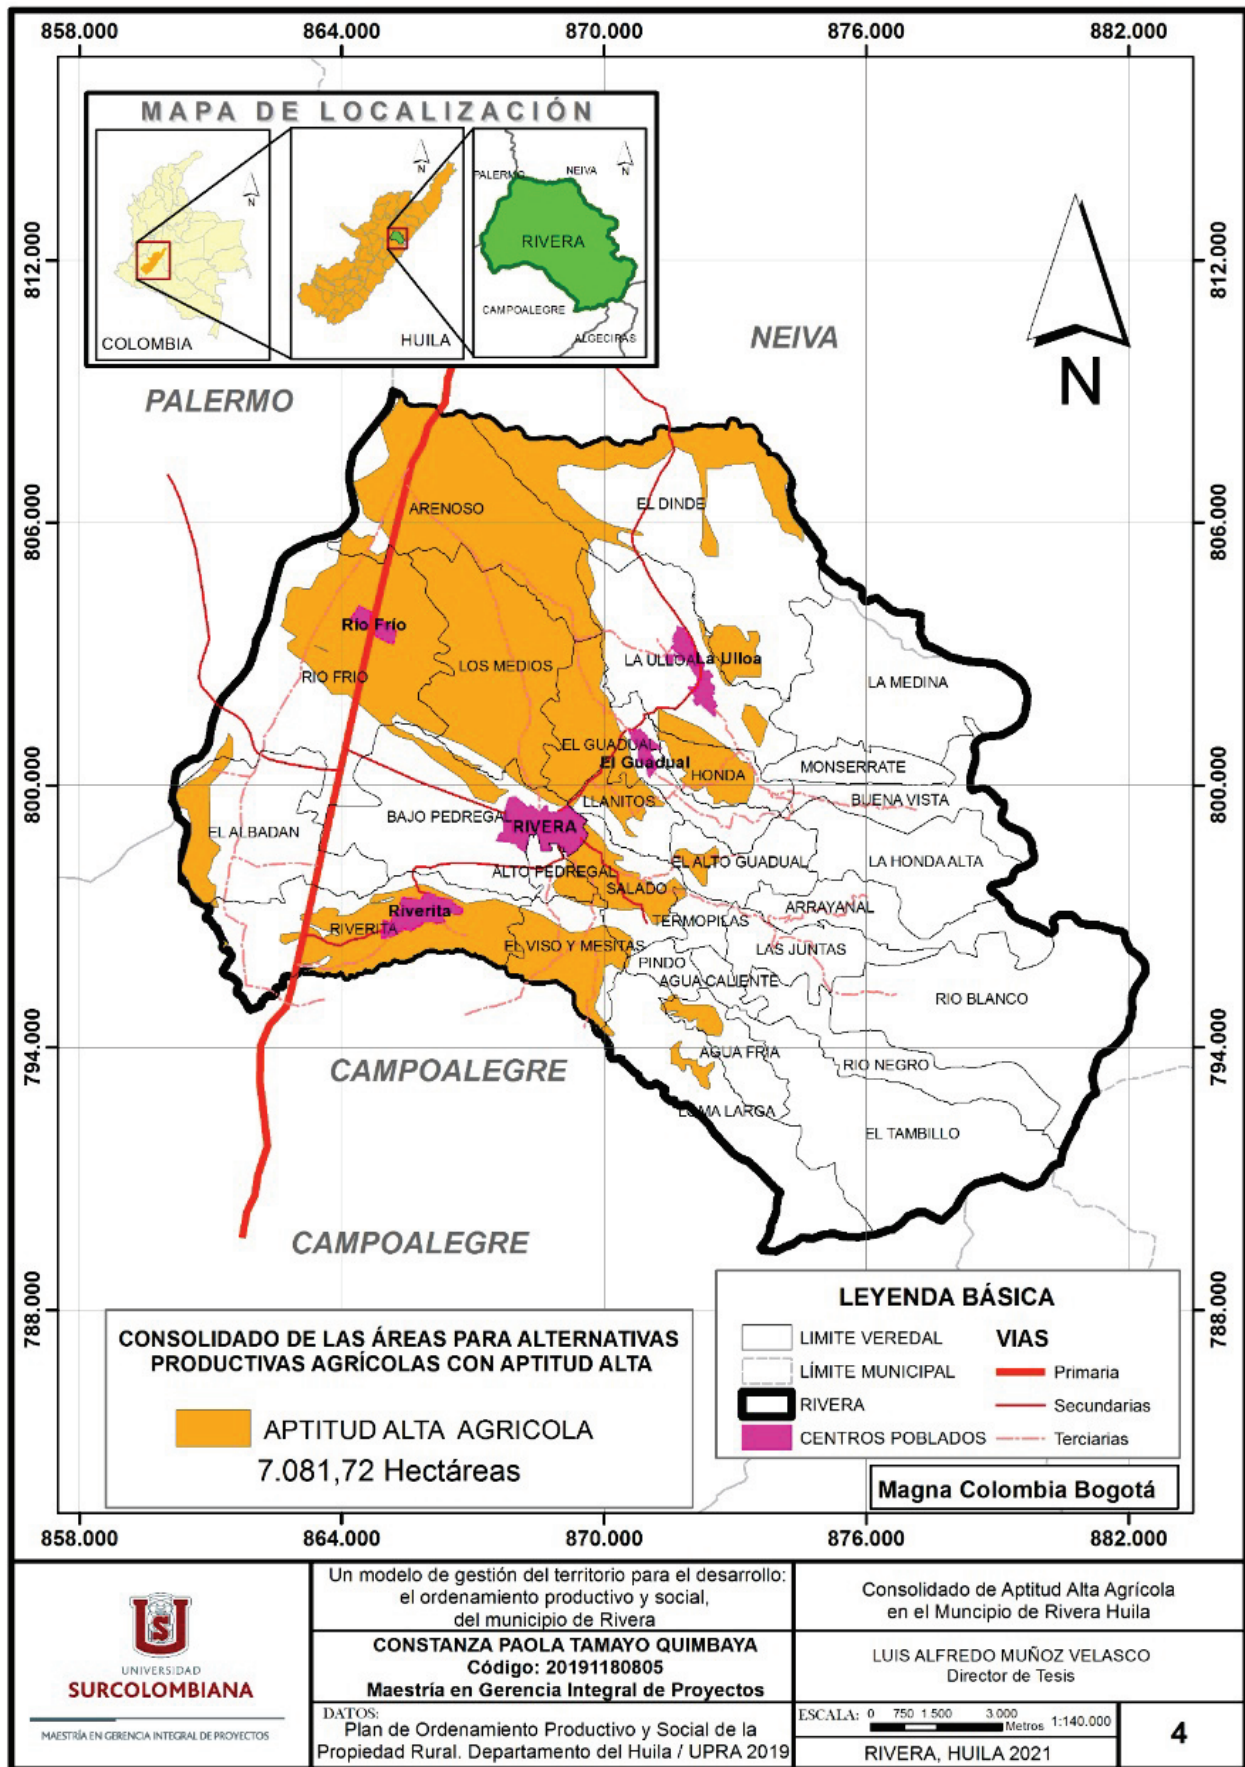 858.000 864.000 870.000 876.000 882.000
MAPA DE LOCALIZACIÓN
N
COLOMBIA
N
HUILA
PALERMO
NEIVA
N
RIVERA
CAMPOALEGRE
ALGECIRAS
812.000
812.000
NEIVA
N
PALERMO
806.000
806.000
ARENOSO
EL DINDE
Río Frío
RIO FRIO
LOS MEDIOS
LA ULLOA
La Ulloa
LA MEDINA
EL GUADUAL
El Guadual
HONDA
MONSERRATE
800.000
800.000
LLANITOS
BUENA VISTA
BAJO PEDREGAL
RIVERA
EL ALBADAN
ALTO PEDREGAL
EL ALTO GUADUAL
LA HONDA ALTA
SALADO
ARRAYANAL
Riverita
RIVERITA
TERMOPILAS
EL VISO Y MESITAS
LAS JUNTAS
PINDO
AGUA CALIENTE
RIO BLANCO
794.000
794.000
AGUA FRIA
RIO NEGRO
CAMPOALEGRE
LOMA LARGA
EL TAMBILLO
CAMPOALEGRE
788.000
788.000
CONSOLIDADO DE LAS ÁREAS PARA ALTERNATIVAS
PRODUCTIVAS AGRÍCOLAS CON APTITUD ALTA
APTITUD ALTA AGRICOLA
7.081,72 Hectáreas
LEYENDA BÁSICA
LIMITE VEREDAL
LÍMITE MUNICIPAL
RIVERA
CENTROS POBLADOS
VIAS
Primaria
Secundarias
Terciarias
Magna Colombia Bogotá
858.000 864.000 870.000 876.000 882.000
UNIVERSIDAD
SURCOLOMBIANA
MAESTRÍA EN GERENCIA INTEGRAL DE PROYECTOS
Un modelo de gestión del territorio para el desarrollo:
el ordenamiento productivo y social,
del municipio de Rivera
CONSTANZA PAOLA TAMAYO QUIMBAYA
Código: 20191180805
Maestría en Gerencia Integral de Proyectos
DATOS:
Plan de Ordenamiento Productivo y Social de la
Propiedad Rural. Departamento del Huila / UPRA 2019
Consolidado de Aptitud Alta Agrícola
en el Muncipio de Rivera Huila
LUIS ALFREDO MUÑOZ VELASCO
Director de Tesis
ESCALA: 0 750 1.500 3.000 Metros 1:140.000
RIVERA, HUILA 2021
4